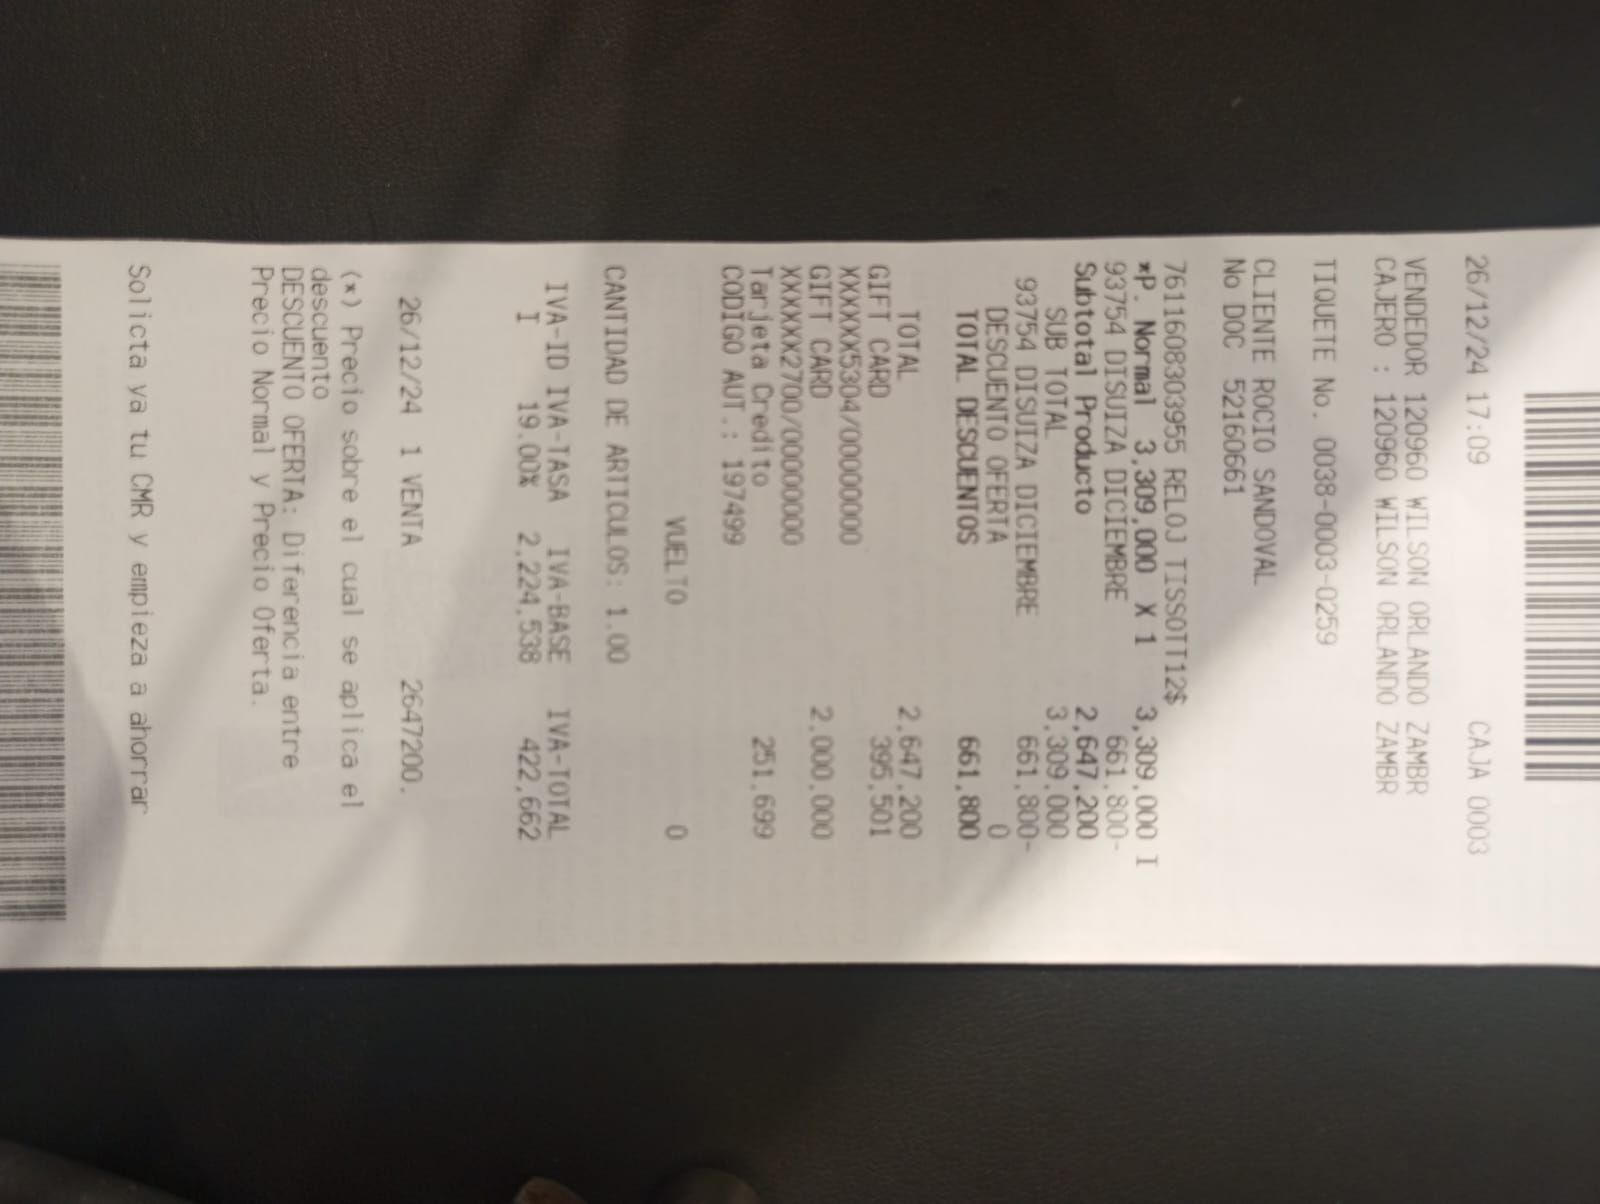 26/12/24 17:09 CAJA 0003
VENDEDOR 120960 WILSON ORLANDO ZAMBR
CAJERO : 120960 WILSON ORLANDO ZAMBR
TIQUETE No. 0038-0003-0259
CLIENTE ROCIO SANDOVAL
No DOC 52160661
7611608303955 RELOJ TISSOTT12$
*P. Normal 3,309,000 X 1 3,309,000 I
93754 DISUIZA DICIEMBRE 661,800-
Subtotal Producto 2,647,200
SUB TOTAL 3,309,000
93754 DISUIZA DICIEMBRE 661,800-
DESCUENTO OFERTA 0
TOTAL DESCUENTOS 661,800
TOTAL 2,647,200
GIFT CARD 395,501
XXXXXX5304/00000000
GIFT CARD 2,000,000
XXXXXX2700/00000000
Tarjeta Credito 251,699
CODIGO AUT.: 197499
VUELTO 0
CANTIDAD DE ARTICULOS: 1.00
IVA-ID IVA-TASA IVA-BASE IVA-TOTAL
I 19.00% 2,224,538 422,662
26/12/24 1 VENTA 2647200.
(*) Precio sobre el cual se aplica el
descuento
DESCUENTO OFERTA: Diferencia entre
Precio Normal y Precio Oferta.
Solicta ya tu CMR y empieza a ahorrar